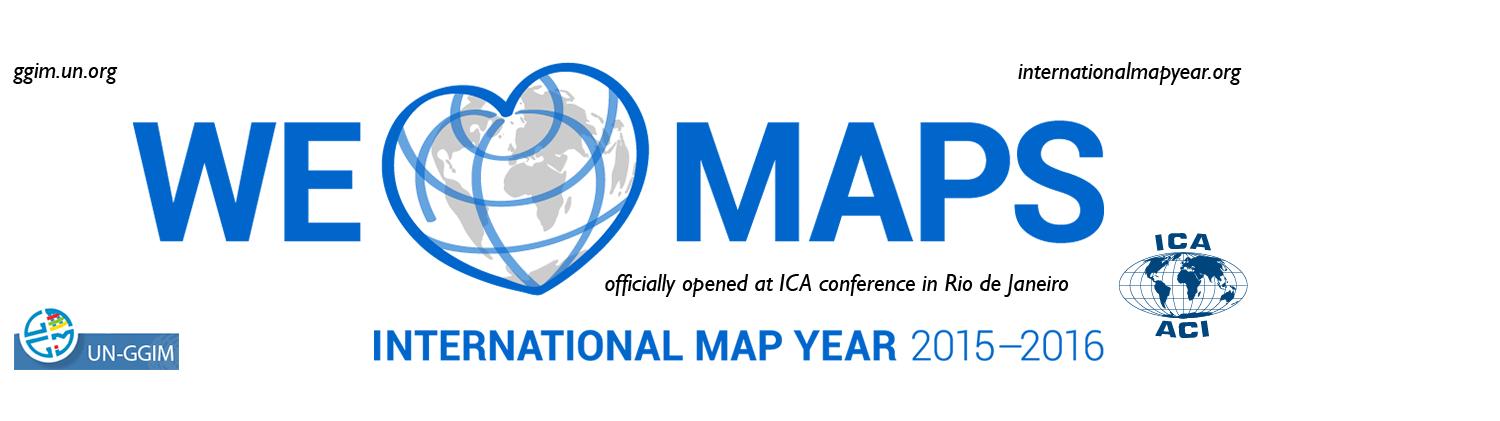 ggim.un.org
internationalmapyear.org
WE MAPS
officially opened at ICA conference in Rio de Janeiro
ICA
ACI
INTERNATIONAL MAP YEAR 2015–2016
UN-GGIM